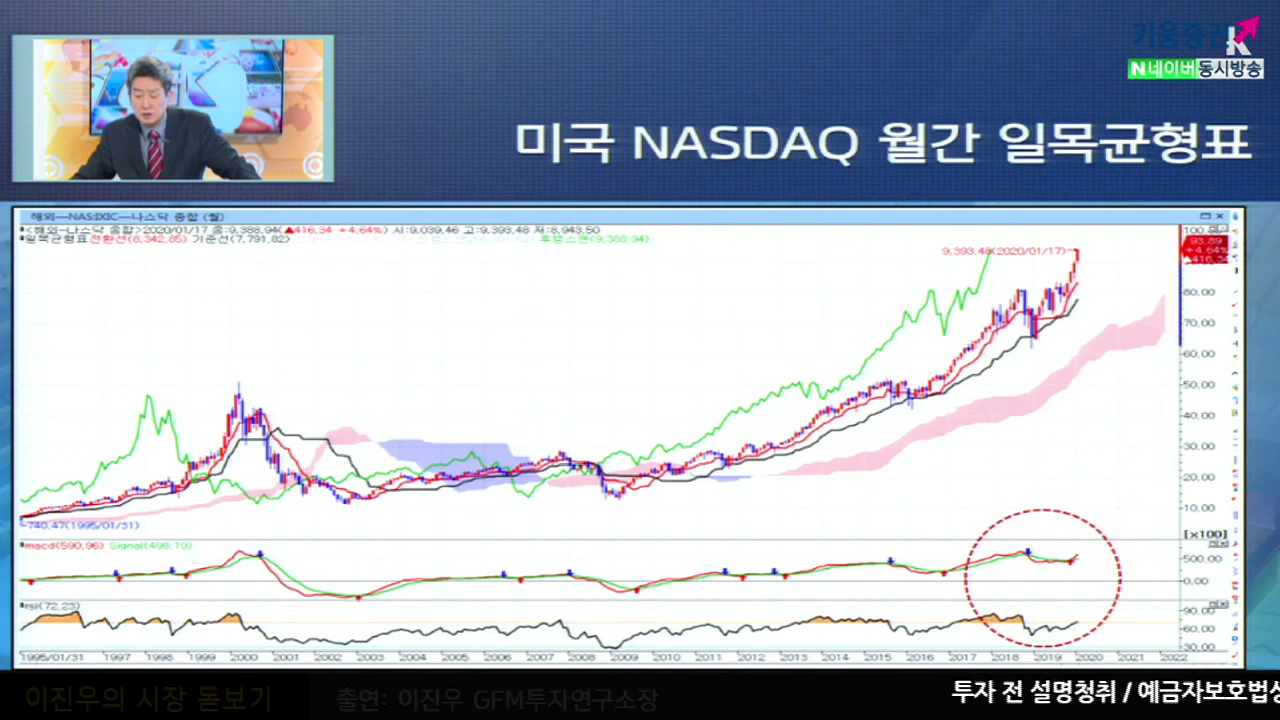 키움증권
N 네이버 동시방송
미국 NASDAQ 월간 일목균형표
해외—NAS:IXIC—나스닥 종합 (월)
<해외-나스닥 종합>2020/01/17 종:9,388,94(▲416,34 +4,64%) 시:9,039,46 고:9,393,48 저:8,943,50
일목균형표 전환선(8,342,85) 기준선(7,791,82) 후행스팬(9,388,94)
100.00
93.89
+4.64%
▲416,34
9,393,48(2020/01/17)
80.00
70.00
60.00
50.00
40.00
30.00
20.00
10.00
740,47(1995/01/31)
[x100]
macd(590,96) Signal(498,19)
500.00
0.00
rsi(72,23)
90.00
60.00
30.00
1995/01/31 1997 1998 1999 2000 2001 2002 2003 2004 2005 2006 2007 2008 2009 2010 2011 2012 2013 2014 2015 2016 2017 2018 2019 2020 2021 2022
이진우의 시장 돋보기
출연: 이진우 GFM투자연구소장
투자 전 설명청취 / 예금자보호법상